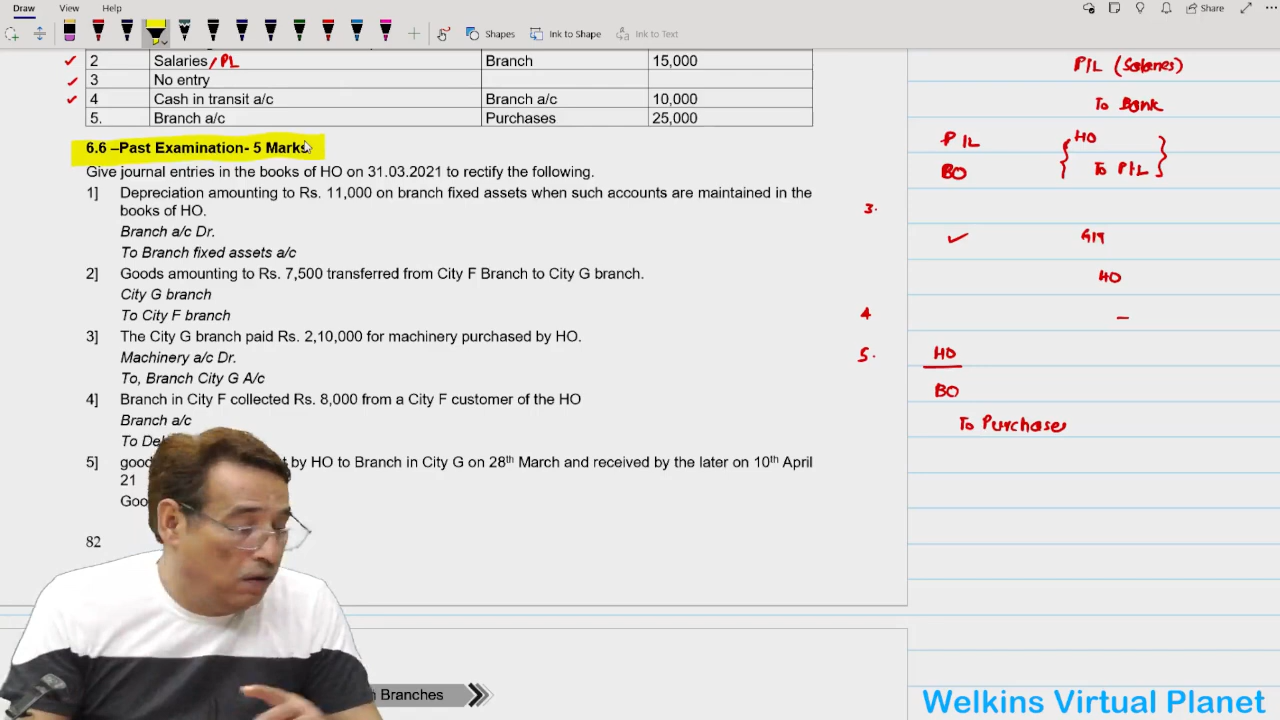 Draw View Help
Share
Shapes Ink to Shape Ink to Text
2 Salaries /PL Branch 15,000
3 No entry
4 Cash in transit a/c Branch a/c 10,000
5. Branch a/c Purchases 25,000
6.6 –Past Examination- 5 Marks
Give journal entries in the books of HO on 31.03.2021 to rectify the following.
1] Depreciation amounting to Rs. 11,000 on branch fixed assets when such accounts are maintained in the
books of HO.
Branch a/c Dr.
To Branch fixed assets a/c
2] Goods amounting to Rs. 7,500 transferred from City F Branch to City G branch.
City G branch
To City F branch
3] The City G branch paid Rs. 2,10,000 for machinery purchased by HO.
Machinery a/c Dr.
To, Branch City G A/c
4] Branch in City F collected Rs. 8,000 from a City F customer of the HO
Branch a/c
To De
5] good t by HO to Branch in City G on 28th March and received by the later on 10th April
21
Goo
82
Branches
P/L (Salaries)
To Bank
P/L HO
BO To P/L
3.
GIT
HO
4 –
5. HO
BO
To Purchase
Welkins Virtual Planet